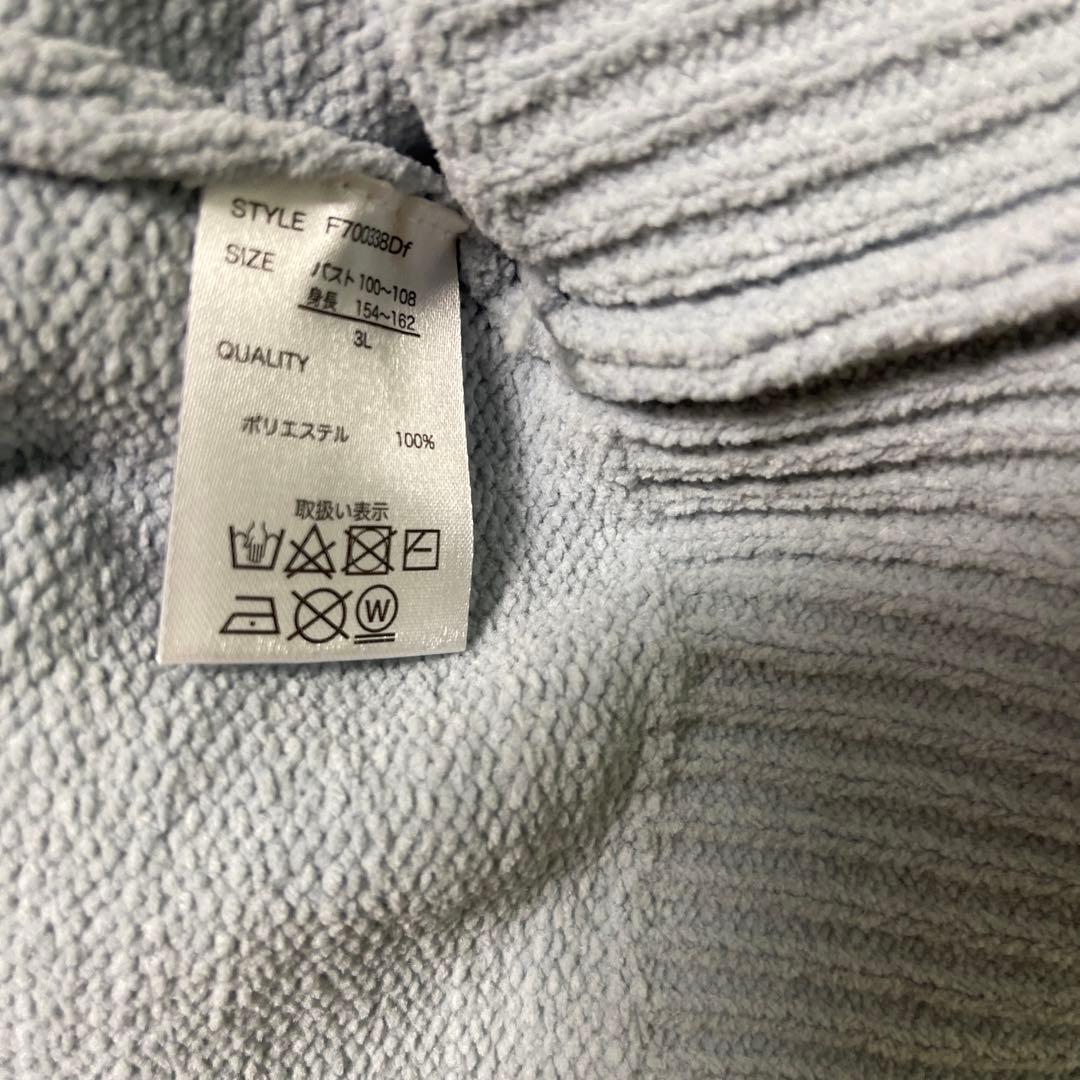 STYLE F700338Df
SIZE バスト100~108
身長 154~162
3L
QUALITY
ポリエステル 100%
取扱い表示
W